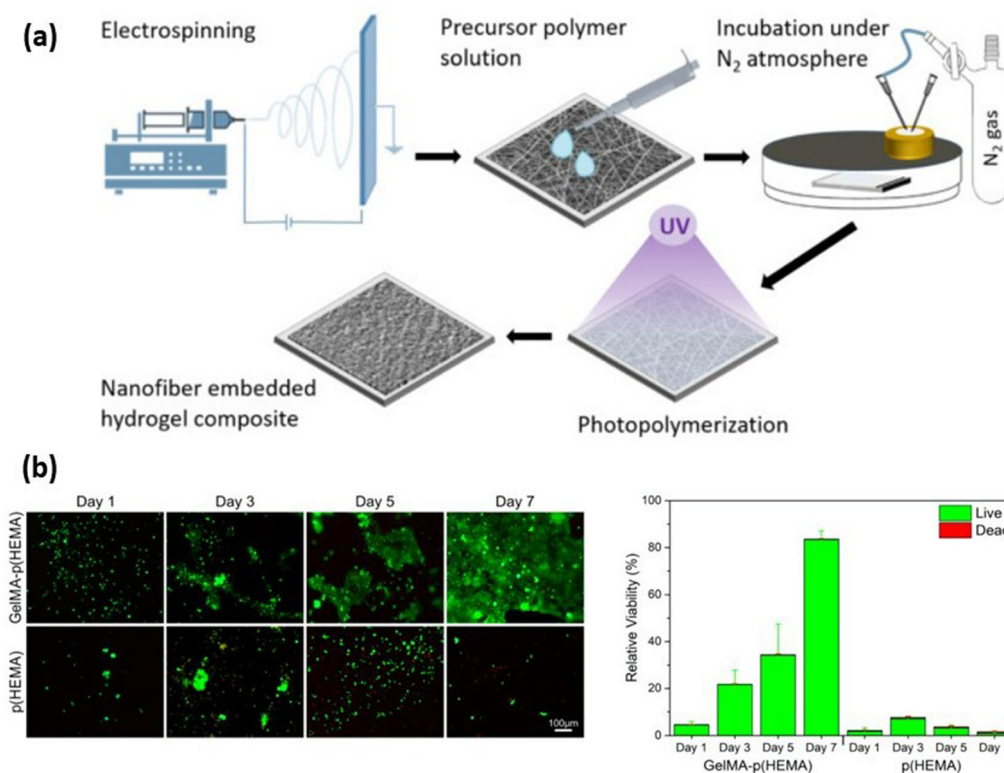 (a)
Electrospinning
Precursor polymer
solution
Incubation under
N₂ atmosphere
N₂ gas
UV
Nanofiber embedded
hydrogel composite
Photopolymerization
(b)
Day 1
Day 3
Day 5
Day 7
GelMA-p(HEMA)
p(HEMA)
100µm
Relative Viability (%)
100
80
60
40
20
0
Live
Dead
Day 1
Day 3
Day 5
Day 7
Day 1
Day 3
Day 5
Day
GelMA-p(HEMA)
p(HEMA)